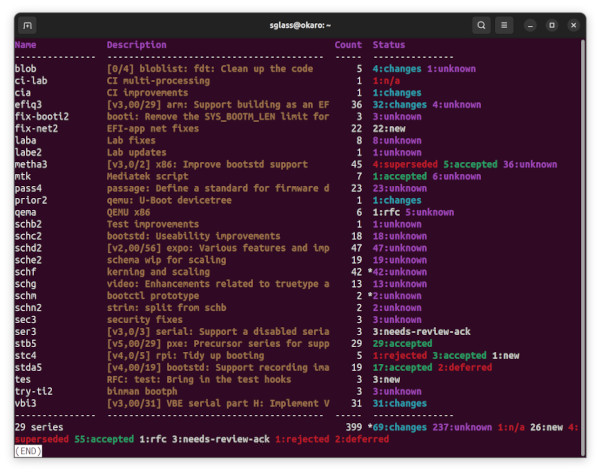 sglass@okaro: ~
Name Description Count Status
--------------- ----------------------------------- ----- ---------------
blob [0/4] bloblist: fdt: Clean up the code 5 4:changes 1:unknown
ci-lab CI multi-processing 1 1:n/a
cia CI improvements 1 1:changes
efiq3 [v3,00/29] arm: Support building as an EF 36 32:changes 4:unknown
fix-booti2 booti: Remove the SYS_BOOTM_LEN limit for 3 3:unknown
fix-net2 EFI-app net fixes 22 22:new
laba Lab fixes 8 8:unknown
labe2 Lab updates 1 1:unknown
metha3 [v3,0/2] x86: Improve bootstd support 45 4:superseded 5:accepted 36:unknown
mtk Mediatek script 7 1:accepted 6:unknown
pass4 passage: Define a standard for firmware d 23 23:unknown
prior2 qemu: U-Boot devicetree 1 1:changes
qema QEMU x86 6 1:rfc 5:unknown
schb2 Test improvements 1 1:unknown
schc2 bootstd: Useability improvements 18 18:unknown
schd2 [v2,00/56] expo: Various features and imp 47 47:unknown
sche2 schema wip for scaling 19 19:unknown
schf kerning and scaling 42 *42:unknown
schg video: Enhancements related to truetype a 13 13:unknown
schm bootctl prototype 2 *2:unknown
schn2 strim: split from schb 2 2:unknown
sec3 security fixes 3 3:unknown
ser3 [v3,0/3] serial: Support a disabled seria 3 3:needs-review-ack
stb5 [v5,00/29] pxe: Precursor series for supp 29 29:accepted
stc4 [v4,0/5] rpi: Tidy up booting 5 1:rejected 3:accepted 1:new
stda5 [v4,00/19] bootstd: Support recording ima 19 17:accepted 2:deferred
tes RFC: test: Bring in the test hooks 3 3:new
try-ti2 binman bootph 3 3:unknown
vbi3 [v3,00/31] VBE serial part H: Implement V 31 31:changes
--------------- ----------------------------------- ----- ---------------
29 series 399 *69:changes 237:unknown 1:n/a 26:new 4:
superseded 55:accepted 1:rfc 3:needs-review-ack 1:rejected 2:deferred
(END)